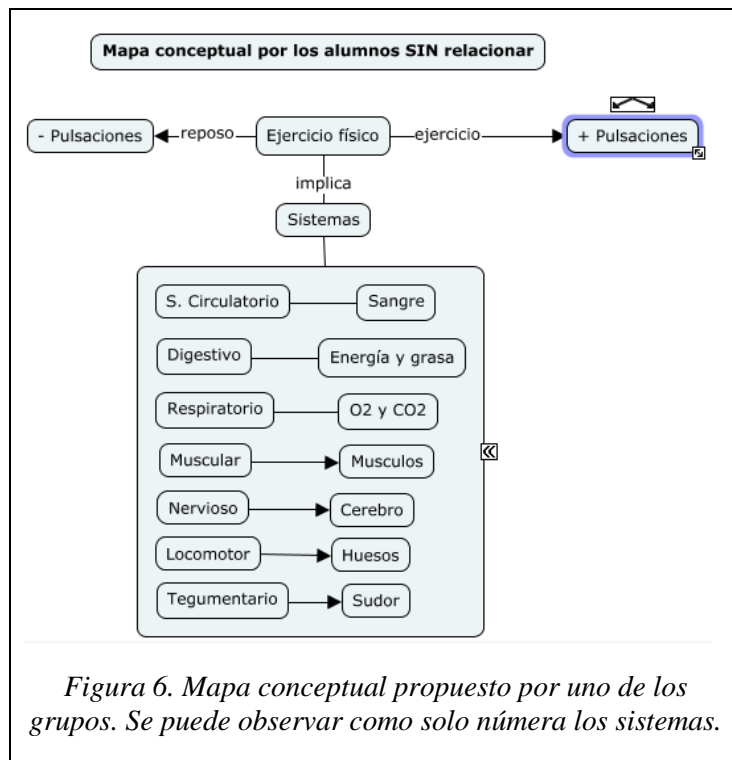 Mapa conceptual por los alumnos SIN relacionar
- Pulsaciones
reposo
Ejercicio físico
ejercicio
+ Pulsaciones
implica
Sistemas
S. Circulatorio
Sangre
Digestivo
Energía y grasa
Respiratorio
O2 y CO2
Muscular
Musculos
Nervioso
Cerebro
Locomotor
Huesos
Tegumentario
Sudor
Figura 6. Mapa conceptual propuesto por uno de los
grupos. Se puede observar como solo númera los sistemas.